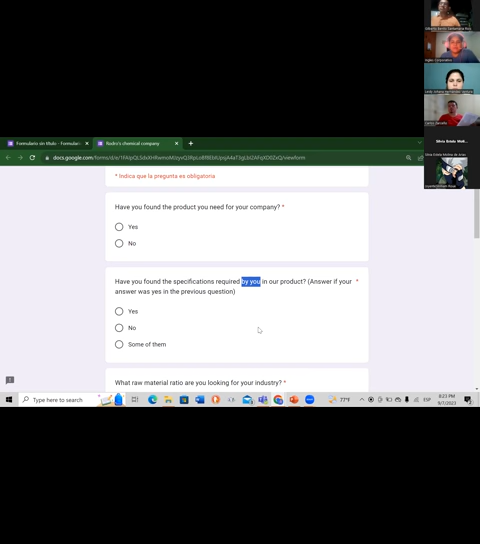 Formulario sin título - Formulari
Rodro's chemical company
docs.google.com/forms/d/e/
/viewform
* Indica que la pregunta es obligatoria
Have you found the product you need for your company? *
Yes
No
Have you found the specifications required by you in our product? (Answer if your *
answer was yes in the previous question)
Yes
No
Some of them
What raw material ratio are you looking for your industry? *
Type here to search
77°F
ESP
8:23 PM
9/7/2023